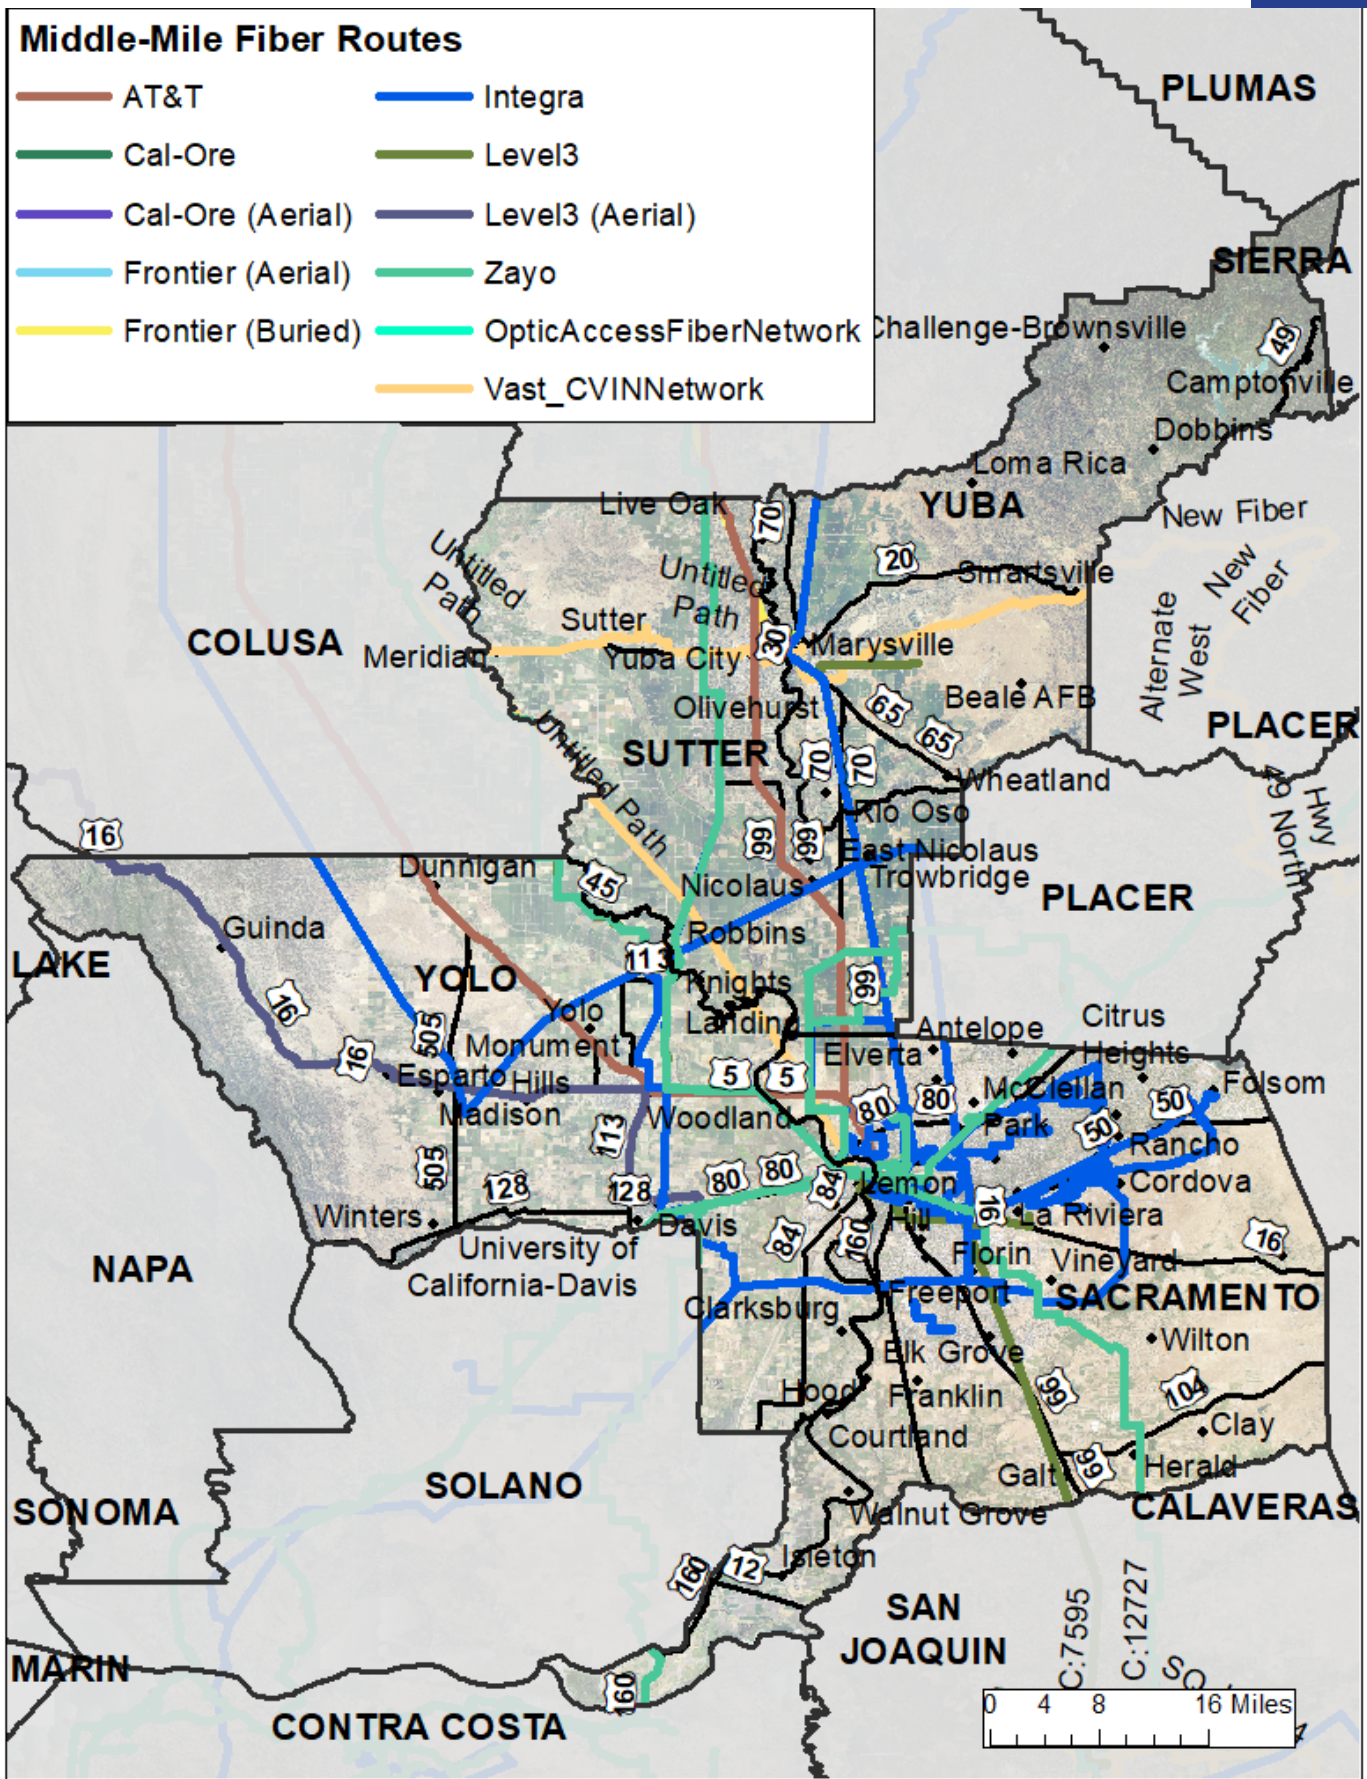 Middle-Mile Fiber Routes
AT&T
Integra
Cal-Ore
Level3
Cal-Ore (Aerial)
Level3 (Aerial)
Frontier (Aerial)
Zayo
Frontier (Buried)
OpticAccessFiberNetwork
Vast_CVINNetwork
PLUMAS
SIERRA
Challenge-Brownsville
49
Camptonville
Dobbins
Loma Rica
YUBA
New Fiber
Live Oak
70
20
Untitled
Path
Untitled
Path
Smartsville
New
Fiber
Alternate
West
Sutter
30
Marysville
COLUSA
Meridian
Yuba City
Beale AFB
65
65
Olivehurst
PLACER
Untitled Path
SUTTER
70
70
Wheatland
49 North
Hwy
16
99
99
Rio Oso
East Nicolaus
Trowbridge
Dunnigan
45
Nicolaus
PLACER
Guinda
LAKE
Robbins
113
YOLO
Knights
Landing
99
16
Yolo
505
Monument
Hills
Antelope
Citrus
Heights
Elverta
16
Esparto
5
5
McClellan
Park
Folsom
80
80
50
50
Madison
Woodland
Rancho
Cordova
113
505
128
128
80
80
84
Lemon
Hill
16
Winters
Davis
La Riviera
16
84
160
University of
California-Davis
Florin
Vineyard
NAPA
Clarksburg
Freeport
SACRAMENTO
Wilton
Elk Grove
Hood
Franklin
99
104
Courtland
Clay
99
Galt
Herald
SOLANO
SONOMA
CALAVERAS
Walnut Grove
Isleton
160
12
SAN
JOAQUIN
C:7595
C:12727
MARIN
160
CONTRA COSTA
0 4 8 16 Miles